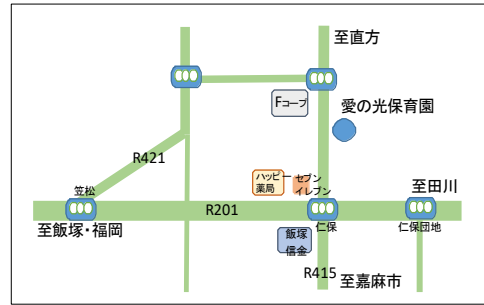 至直方
Fコープ
愛の光保育園
R421
ハッピー
薬局
セブン
イレブン
笠松
至田川
R201
至飯塚・福岡
仁保
仁保団地
飯塚
信金
R415
至嘉麻市